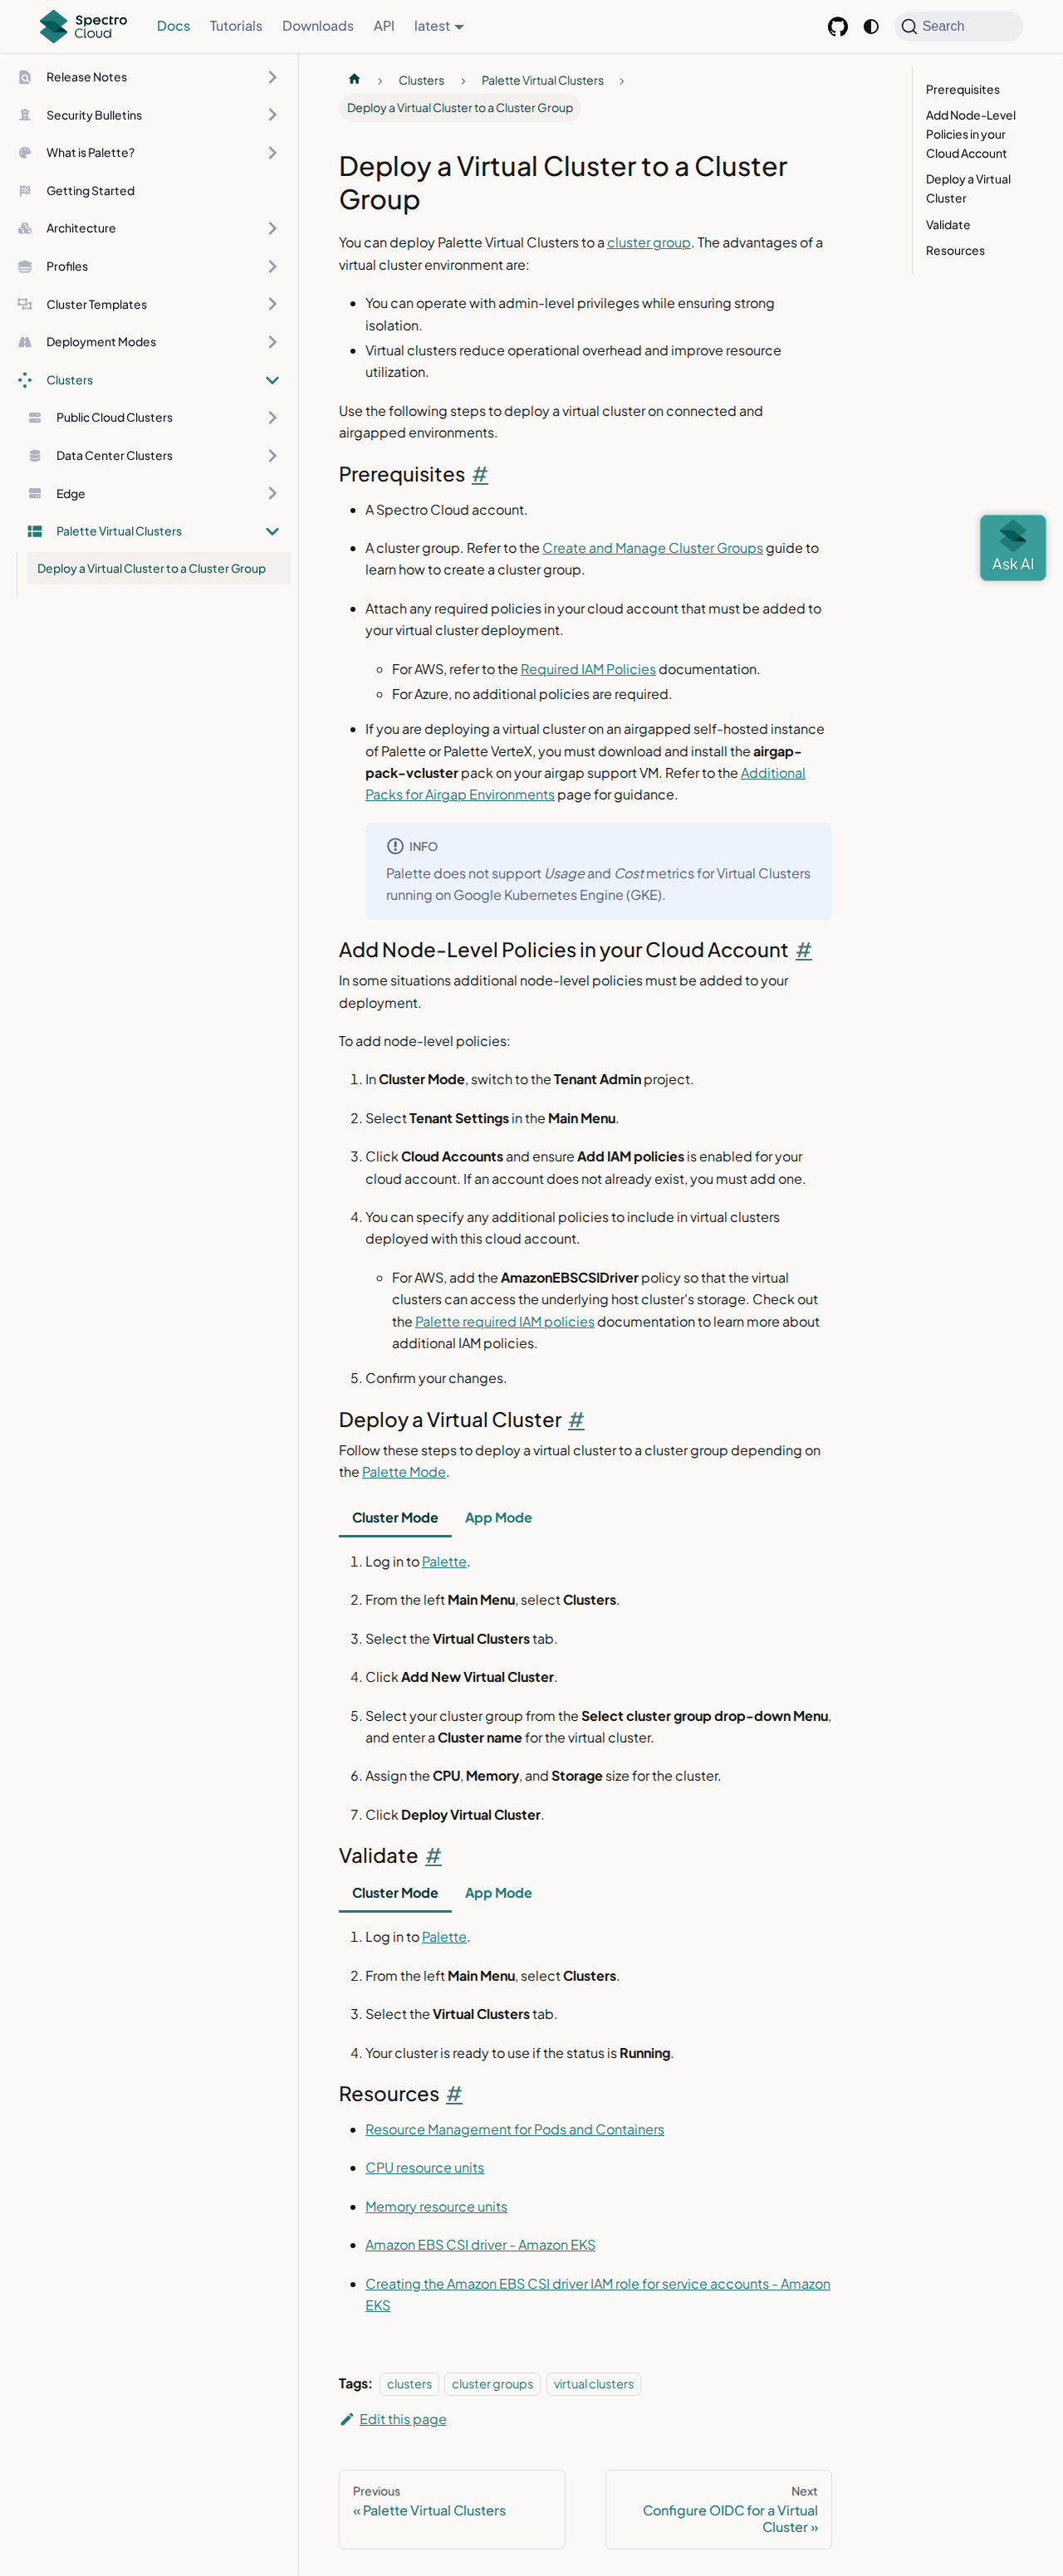 Spectro
Cloud
Docs
Tutorials
Downloads
API
latest
Search
Release Notes
Security Bulletins
What is Palette?
Getting Started
Architecture
Profiles
Cluster Templates
Deployment Modes
Clusters
Public Cloud Clusters
Data Center Clusters
Edge
Palette Virtual Clusters
Deploy a Virtual Cluster to a Cluster Group
Clusters
Palette Virtual Clusters
Deploy a Virtual Cluster to a Cluster Group
Deploy a Virtual Cluster to a Cluster
Group
You can deploy Palette Virtual Clusters to a cluster group. The advantages of a
virtual cluster environment are:
• You can operate with admin-level privileges while ensuring strong
isolation.
• Virtual clusters reduce operational overhead and improve resource
utilization.
Use the following steps to deploy a virtual cluster on connected and
airgapped environments.
Prerequisites #
• A Spectro Cloud account.
• A cluster group. Refer to the Create and Manage Cluster Groups guide to
learn how to create a cluster group.
• Attach any required policies in your cloud account that must be added to
your virtual cluster deployment.
◦ For AWS, refer to the Required IAM Policies documentation.
◦ For Azure, no additional policies are required.
• If you are deploying a virtual cluster on an airgapped self-hosted instance
of Palette or Palette VerteX, you must download and install the airgap-
pack-vcluster pack on your airgap support VM. Refer to the Additional
Packs for Airgap Environments page for guidance.
INFO
Palette does not support Usage and Cost metrics for Virtual Clusters
running on Google Kubernetes Engine (GKE).
Add Node-Level Policies in your Cloud Account #
In some situations additional node-level policies must be added to your
deployment.
To add node-level policies:
1. In Cluster Mode, switch to the Tenant Admin project.
2. Select Tenant Settings in the Main Menu.
3. Click Cloud Accounts and ensure Add IAM policies is enabled for your
cloud account. If an account does not already exist, you must add one.
4. You can specify any additional policies to include in virtual clusters
deployed with this cloud account.
◦ For AWS, add the AmazonEBSCSIDriver policy so that the virtual
clusters can access the underlying host cluster's storage. Check out
the Palette required IAM policies documentation to learn more about
additional IAM policies.
5. Confirm your changes.
Deploy a Virtual Cluster #
Follow these steps to deploy a virtual cluster to a cluster group depending on
the Palette Mode.
Cluster Mode
App Mode
1. Log in to Palette.
2. From the left Main Menu, select Clusters.
3. Select the Virtual Clusters tab.
4. Click Add New Virtual Cluster.
5. Select your cluster group from the Select cluster group drop-down Menu,
and enter a Cluster name for the virtual cluster.
6. Assign the CPU, Memory, and Storage size for the cluster.
7. Click Deploy Virtual Cluster.
Validate #
Cluster Mode
App Mode
1. Log in to Palette.
2. From the left Main Menu, select Clusters.
3. Select the Virtual Clusters tab.
4. Your cluster is ready to use if the status is Running.
Resources #
• Resource Management for Pods and Containers
• CPU resource units
• Memory resource units
• Amazon EBS CSI driver - Amazon EKS
• Creating the Amazon EBS CSI driver IAM role for service accounts - Amazon
EKS
Tags: clusters cluster groups virtual clusters
Edit this page
Previous
« Palette Virtual Clusters
Next
Configure OIDC for a Virtual
Cluster »
Prerequisites
Add Node-Level
Policies in your
Cloud Account
Deploy a Virtual
Cluster
Validate
Resources
Ask AI